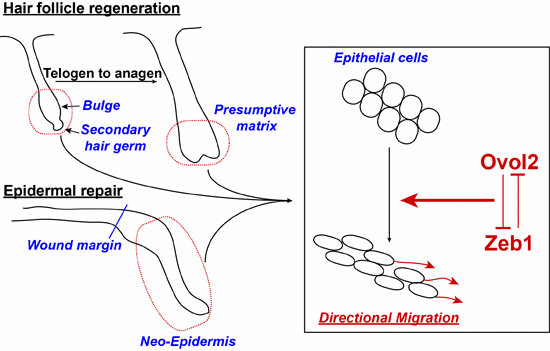 Hair follicle regeneration
Telogen to anagen
Bulge
Secondary
hair germ
Presumptive
matrix
Epidermal repair
Wound margin
Neo-Epidermis
Epithelial cells
Ovol2
Zeb1
Directional Migration